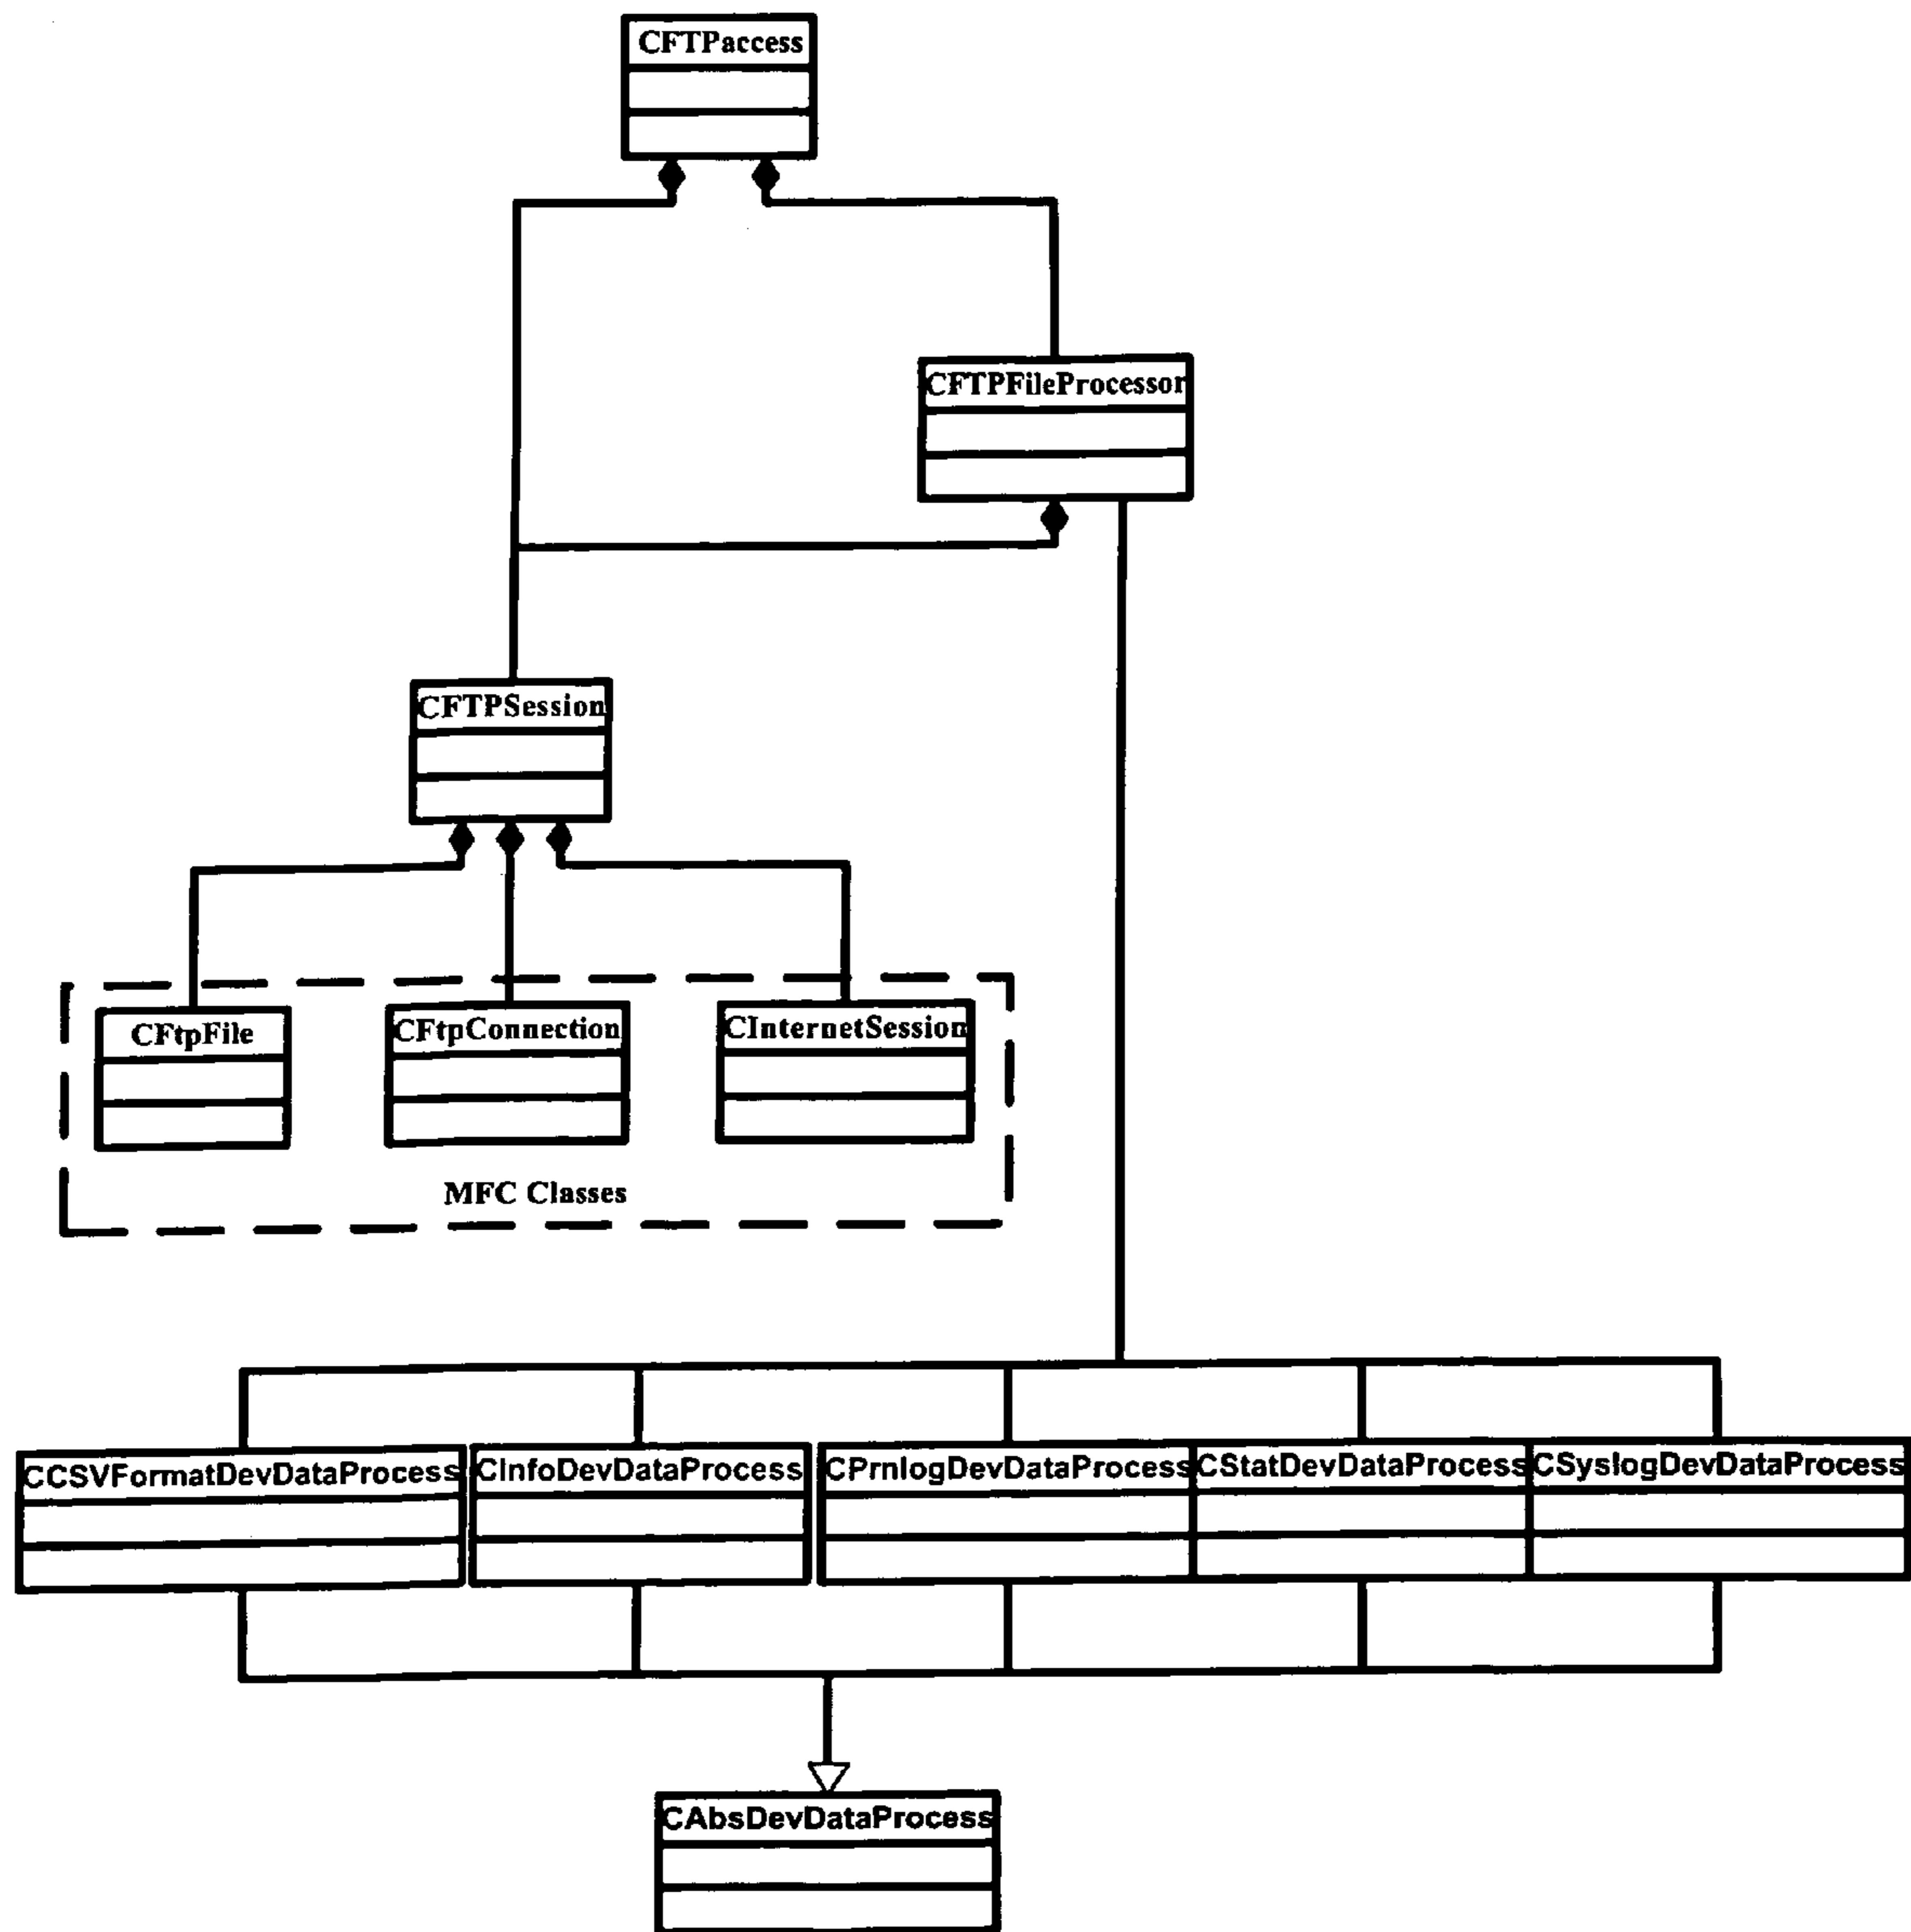 CFTPaccess
CFTPFileProcessor
CFTPSession
CFtpFile
CFtpConnection
CInternetSession
MFC Classes
CCSVFormatDevDataProcess
CInfoDevDataProcess
CPrnlogDevDataProcess
CStatDevDataProcess
CSyslogDevDataProcess
CAbsDevDataProcess